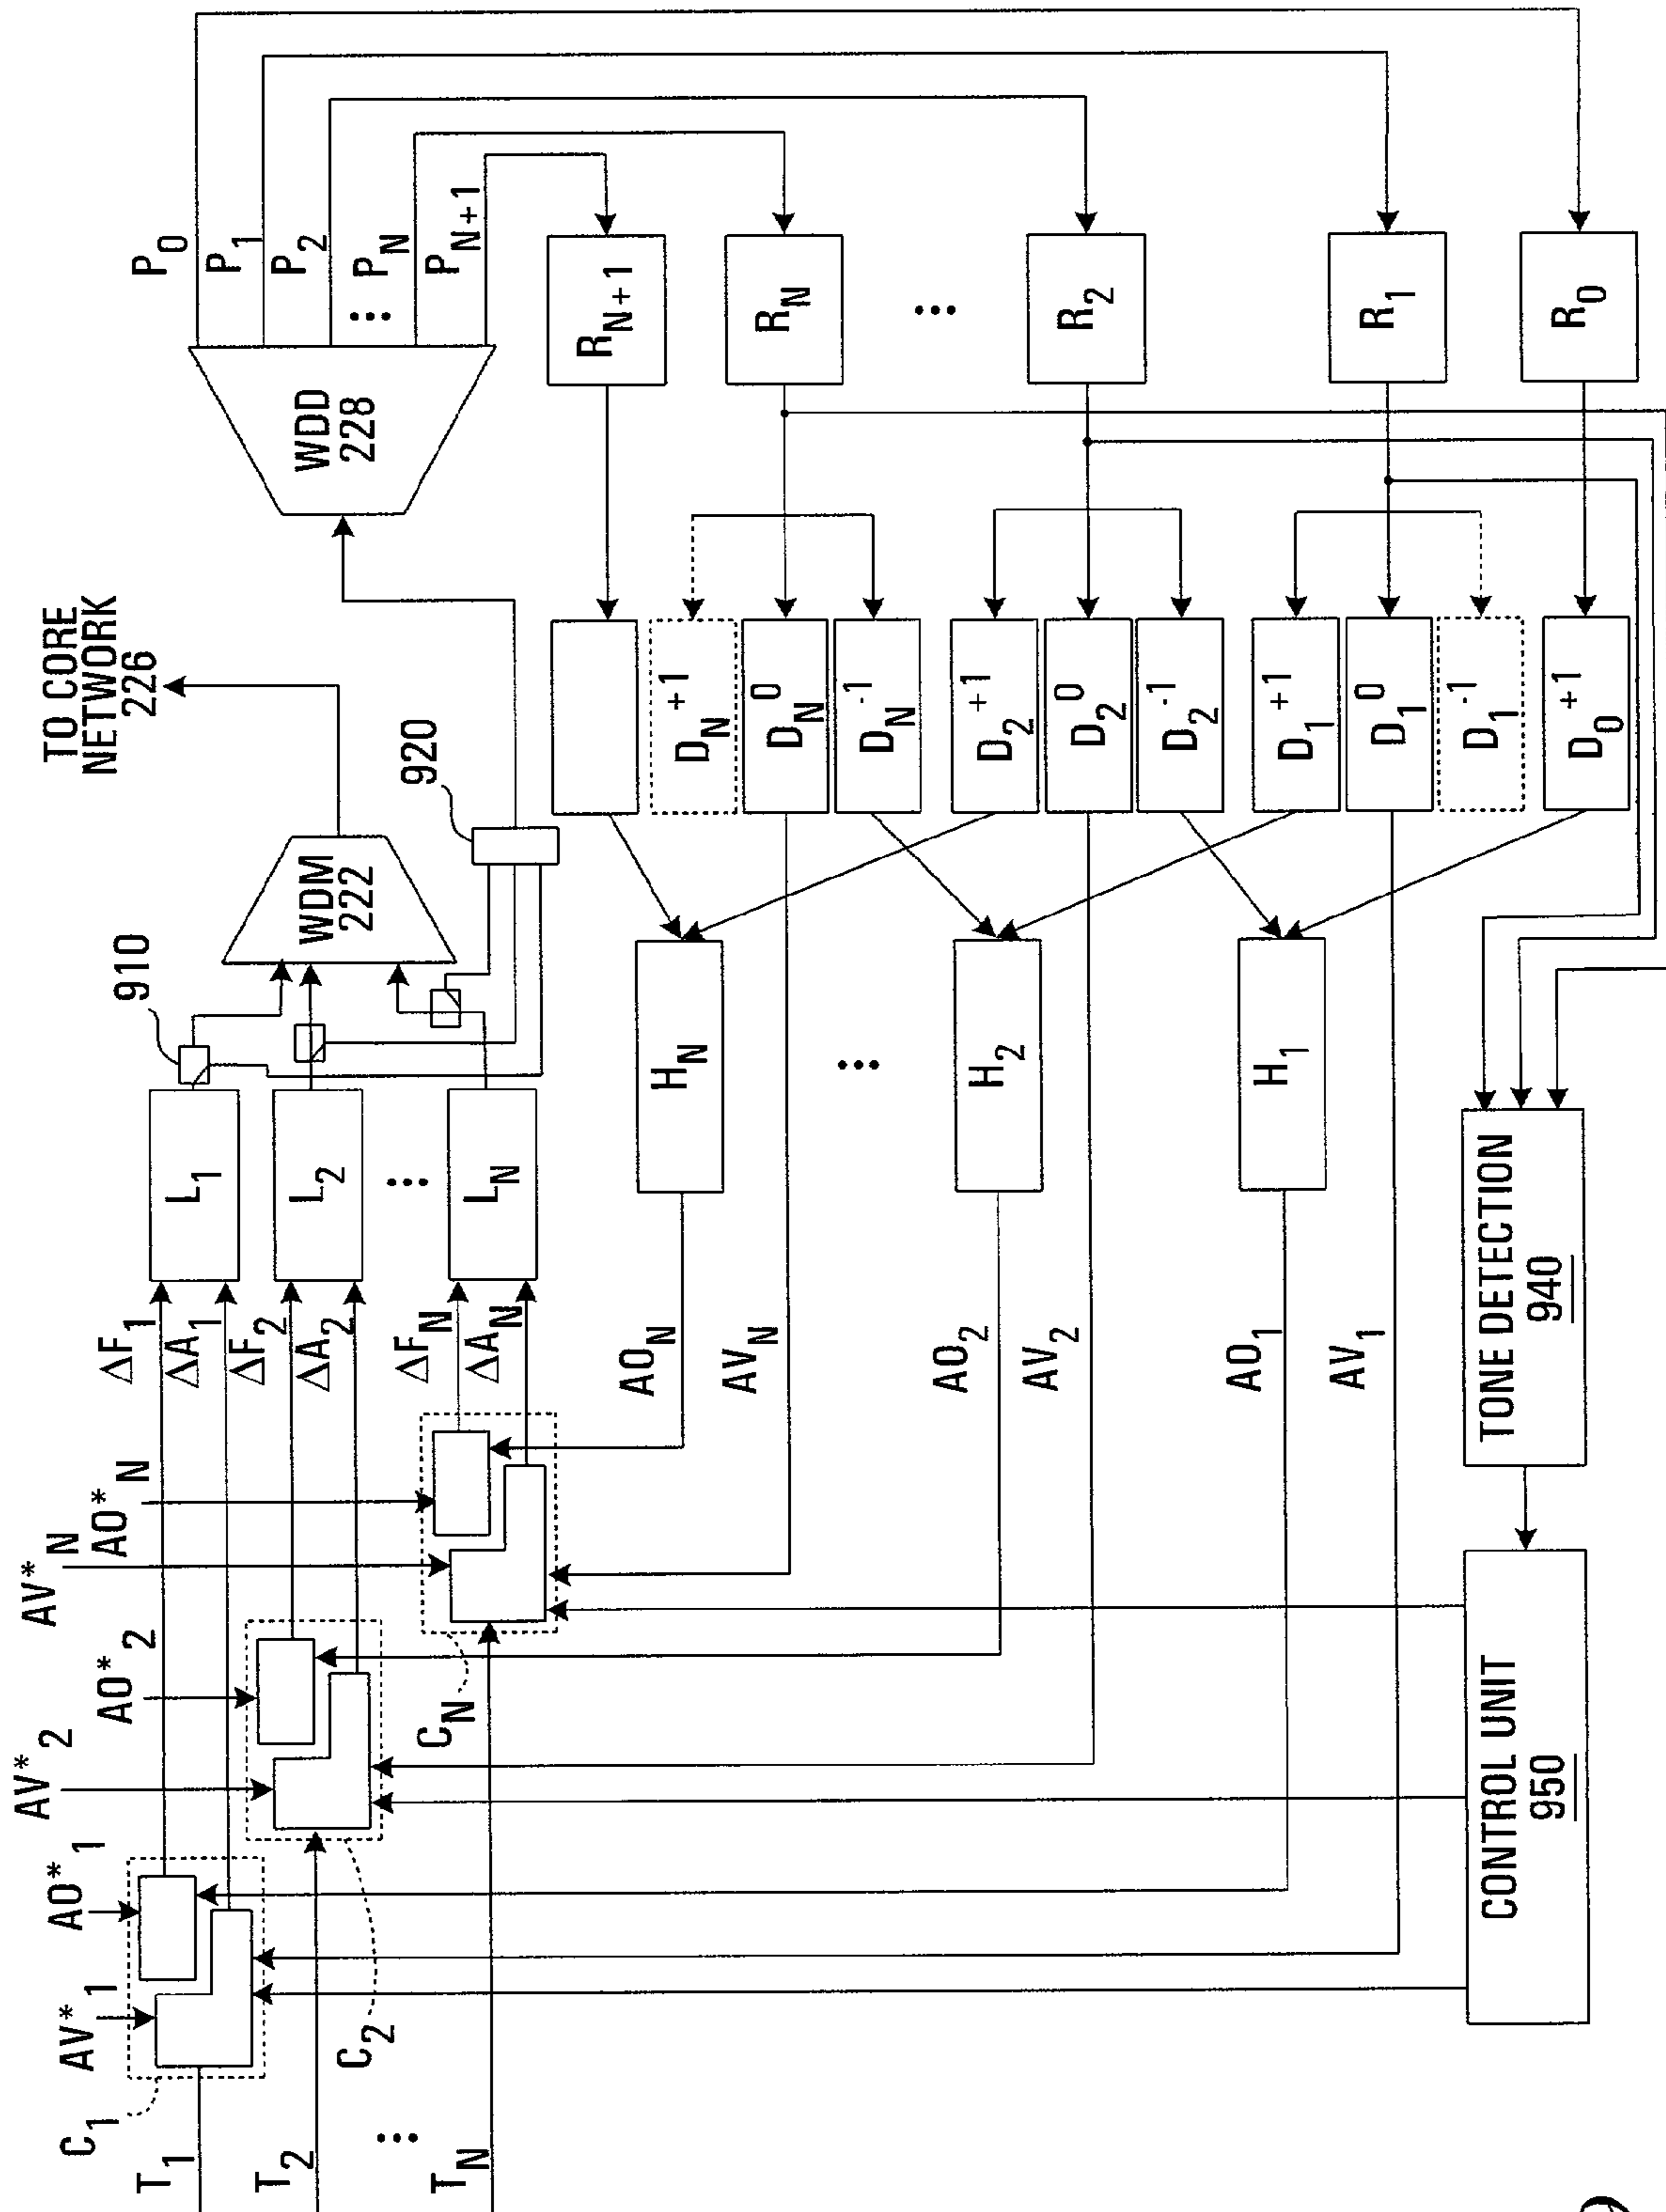 T1
T2
⋮
TN
C1
C2
CN
AV*1
AO*1
AV*2
AO*2
AV*N
AO*N
ΔF1
ΔA1
ΔF2
ΔA2
ΔFN
ΔAN
L1
L2
⋮
LN
910
WDM
222
TO CORE
NETWORK
226
920
WDD
228
P0
P1
P2
⋮
PN
PN+1
AON
AVN
AO2
AV2
AO1
AV1
HN
⋮
H2
H1
DN+1
DN0
DN-1
D2+1
D20
D2-1
D1+1
D10
D1-1
D0+1
RN+1
RN
⋮
R2
R1
R0
CONTROL UNIT
950
TONE DETECTION
940